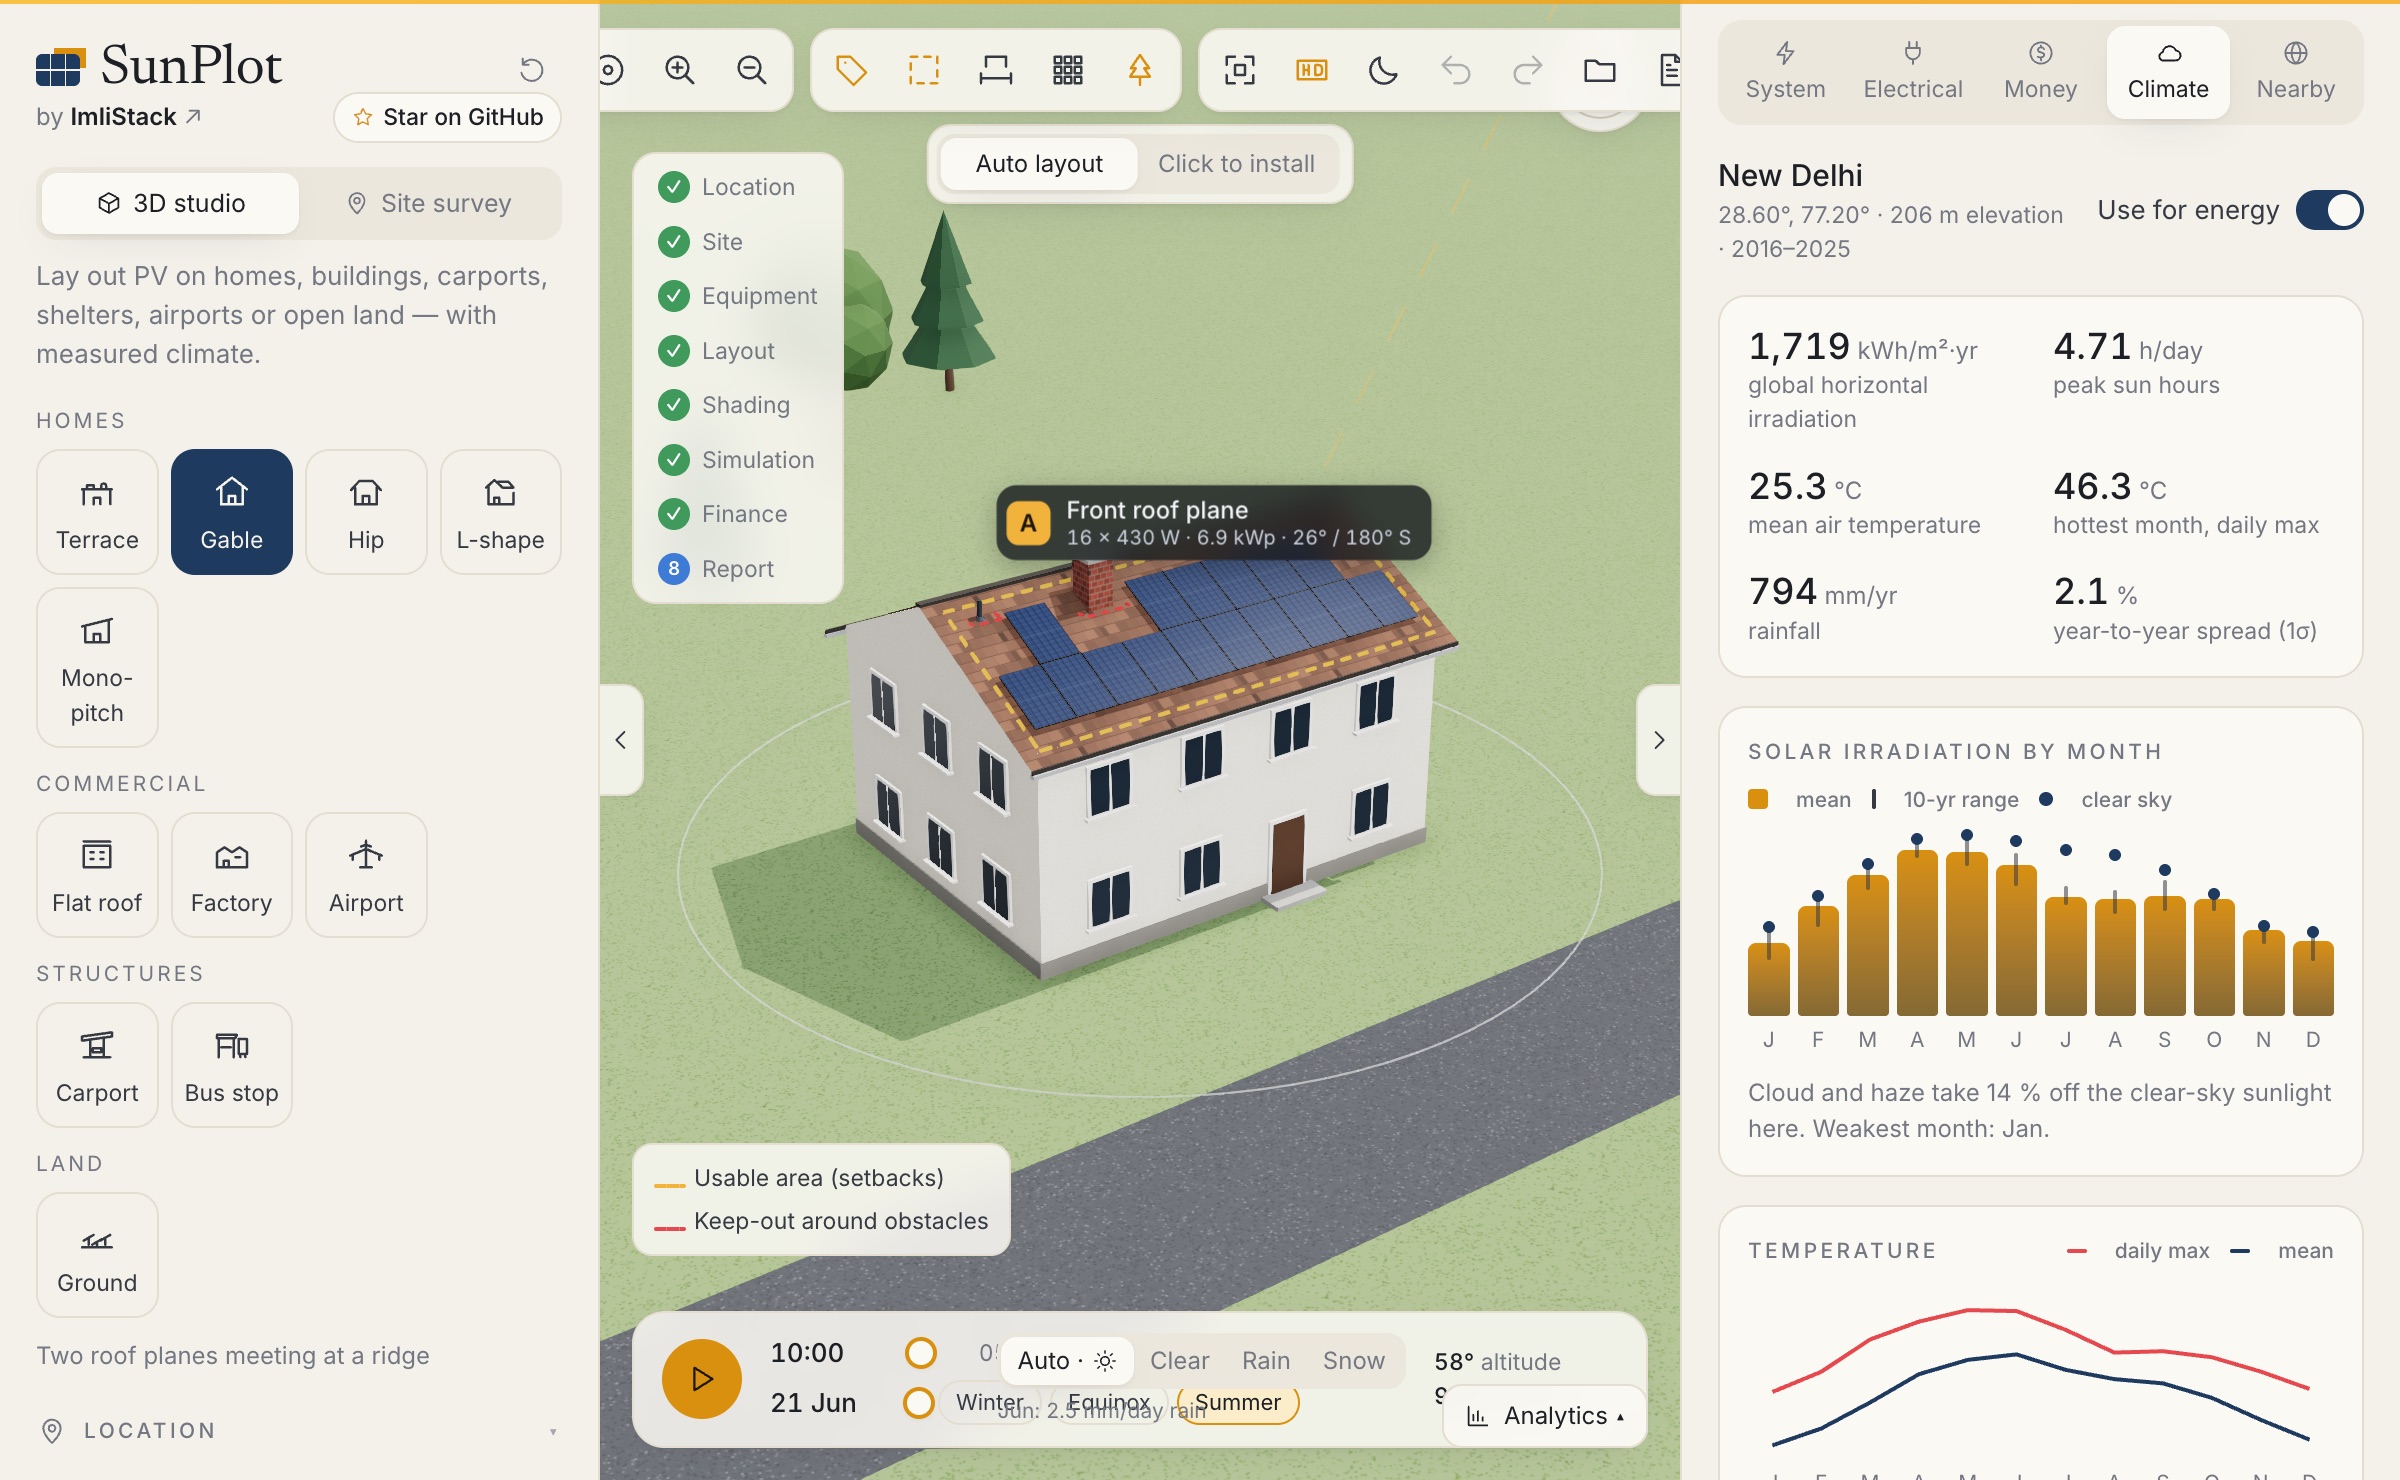 SunPlot
by ImliStack ↗
Star on GitHub
3D studio
Site survey
Lay out PV on homes, buildings, carports,
shelters, airports or open land — with
measured climate.
HOMES
Terrace
Gable
Hip
L-shape
Mono-
pitch
COMMERCIAL
Flat roof
Factory
Airport
STRUCTURES
Carport
Bus stop
LAND
Ground
Two roof planes meeting at a ridge
LOCATION
HD
Auto layout
Click to install
Location
Site
Equipment
Layout
Shading
Simulation
Finance
8 Report
A
Front roof plane
16 × 430 W · 6.9 kWp · 26° / 180° S
Usable area (setbacks)
Keep-out around obstacles
10:00
21 Jun
Auto ·
Clear
Rain
Snow
Winter
Equinox
Summer
Jun: 2.5 mm/day rain
58° altitude
Analytics
System
Electrical
Money
Climate
Nearby
New Delhi
28.60°, 77.20° · 206 m elevation
· 2016–2025
Use for energy
1,719 kWh/m²·yr
global horizontal
irradiation
4.71 h/day
peak sun hours
25.3 °C
mean air temperature
46.3 °C
hottest month, daily max
794 mm/yr
rainfall
2.1 %
year-to-year spread (1σ)
SOLAR IRRADIATION BY MONTH
mean
10-yr range
clear sky
J F M A M J J A S O N D
Cloud and haze take 14 % off the clear-sky sunlight
here. Weakest month: Jan.
TEMPERATURE
daily max
mean